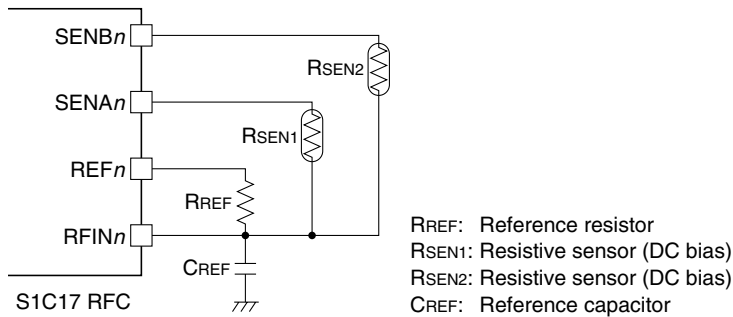 SENBn
RSEN2
SENAn
RSEN1
REFn
RREF
RFINn
CREF
S1C17 RFC
RREF: Reference resistor
RSEN1: Resistive sensor (DC bias)
RSEN2: Resistive sensor (DC bias)
CREF: Reference capacitor